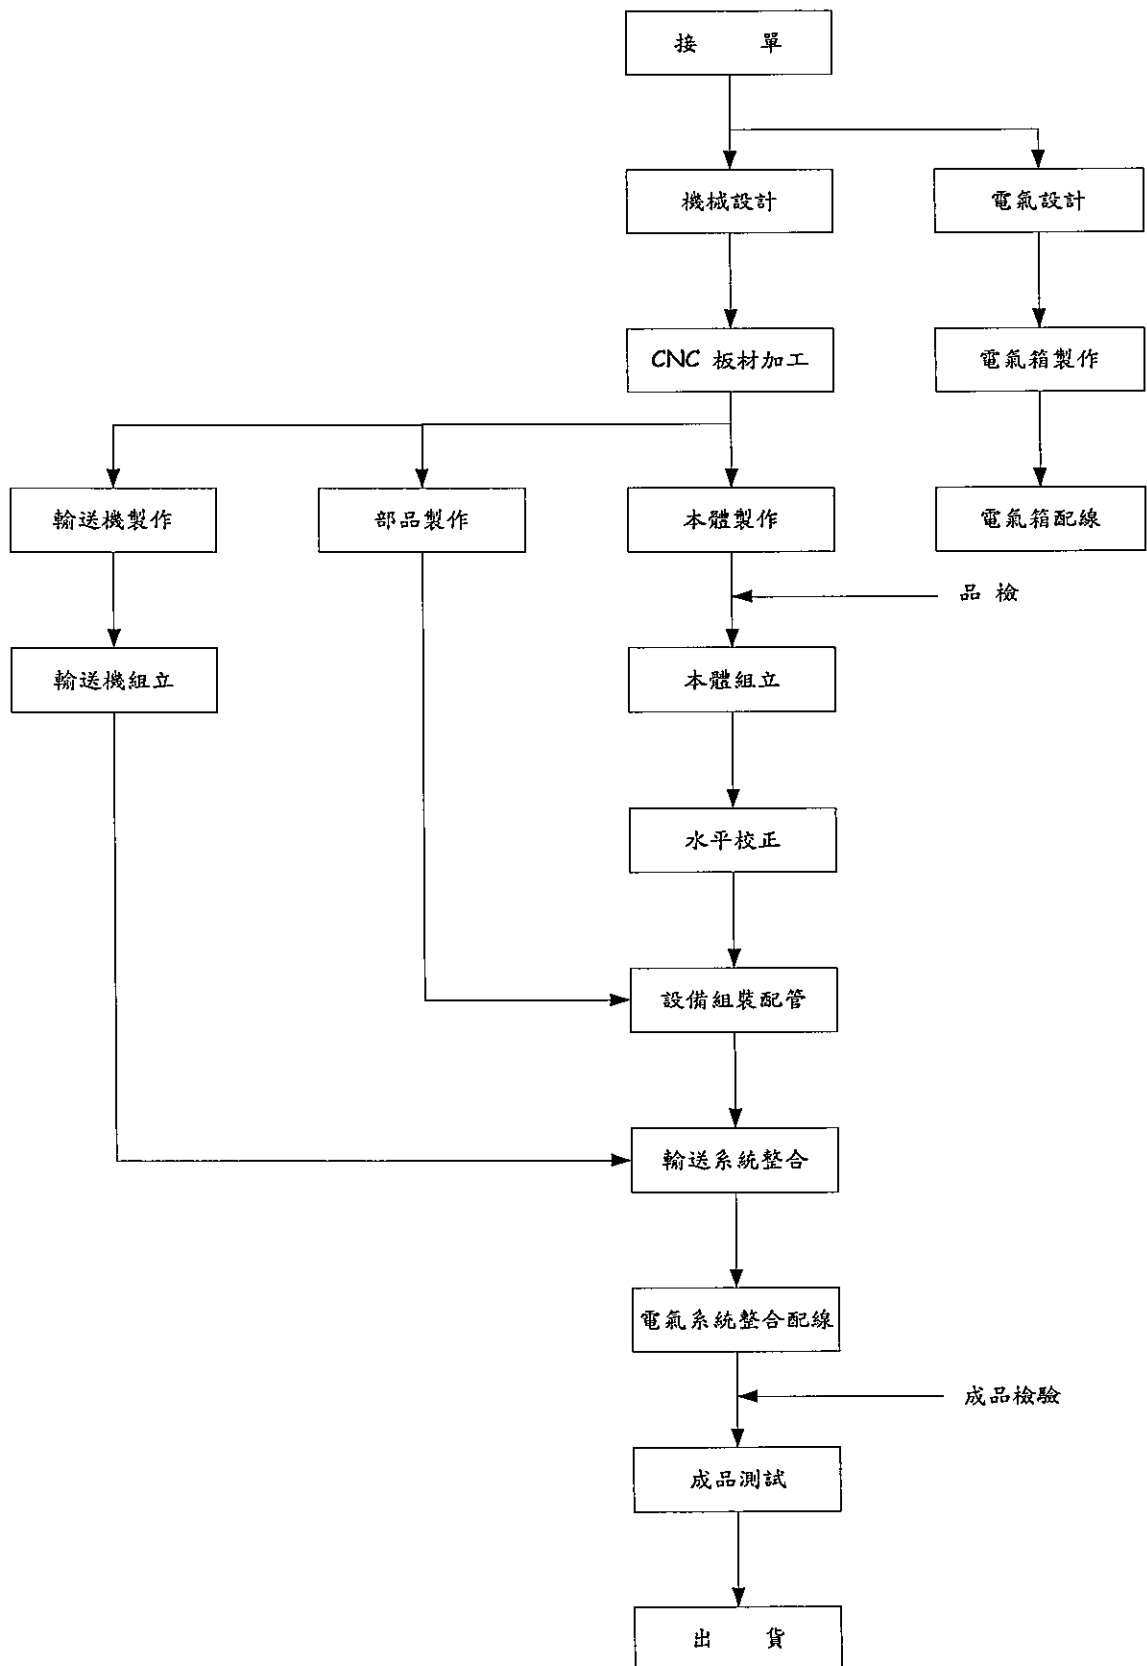 接 單
機械設計
電氣設計
CNC 板材加工
電氣箱製作
輸送機製作
部品製作
本體製作
電氣箱配線
品 檢
輸送機組立
本體組立
水平校正
設備組裝配管
輸送系統整合
電氣系統整合配線
成品檢驗
成品測試
出 貨